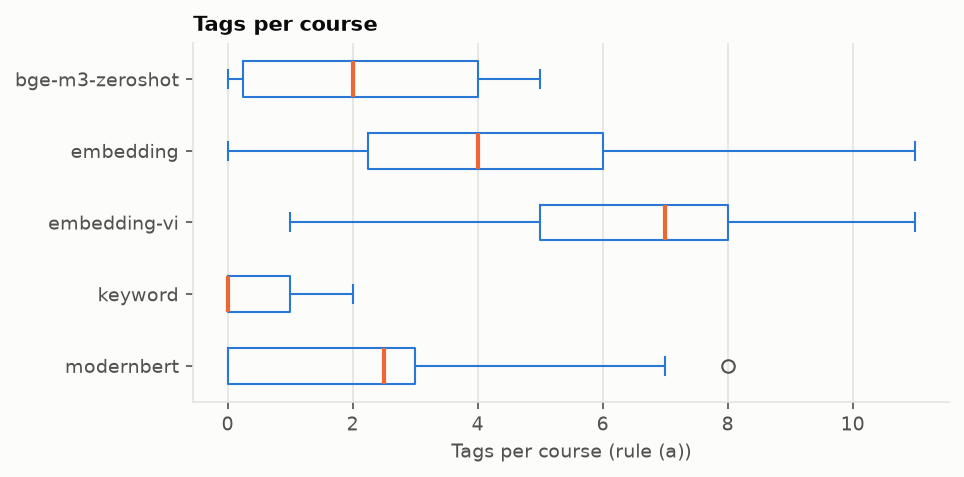 Tags per course
bge-m3-zeroshot
embedding
embedding-vi
keyword
modernbert
0 2 4 6 8 10
Tags per course (rule (a))